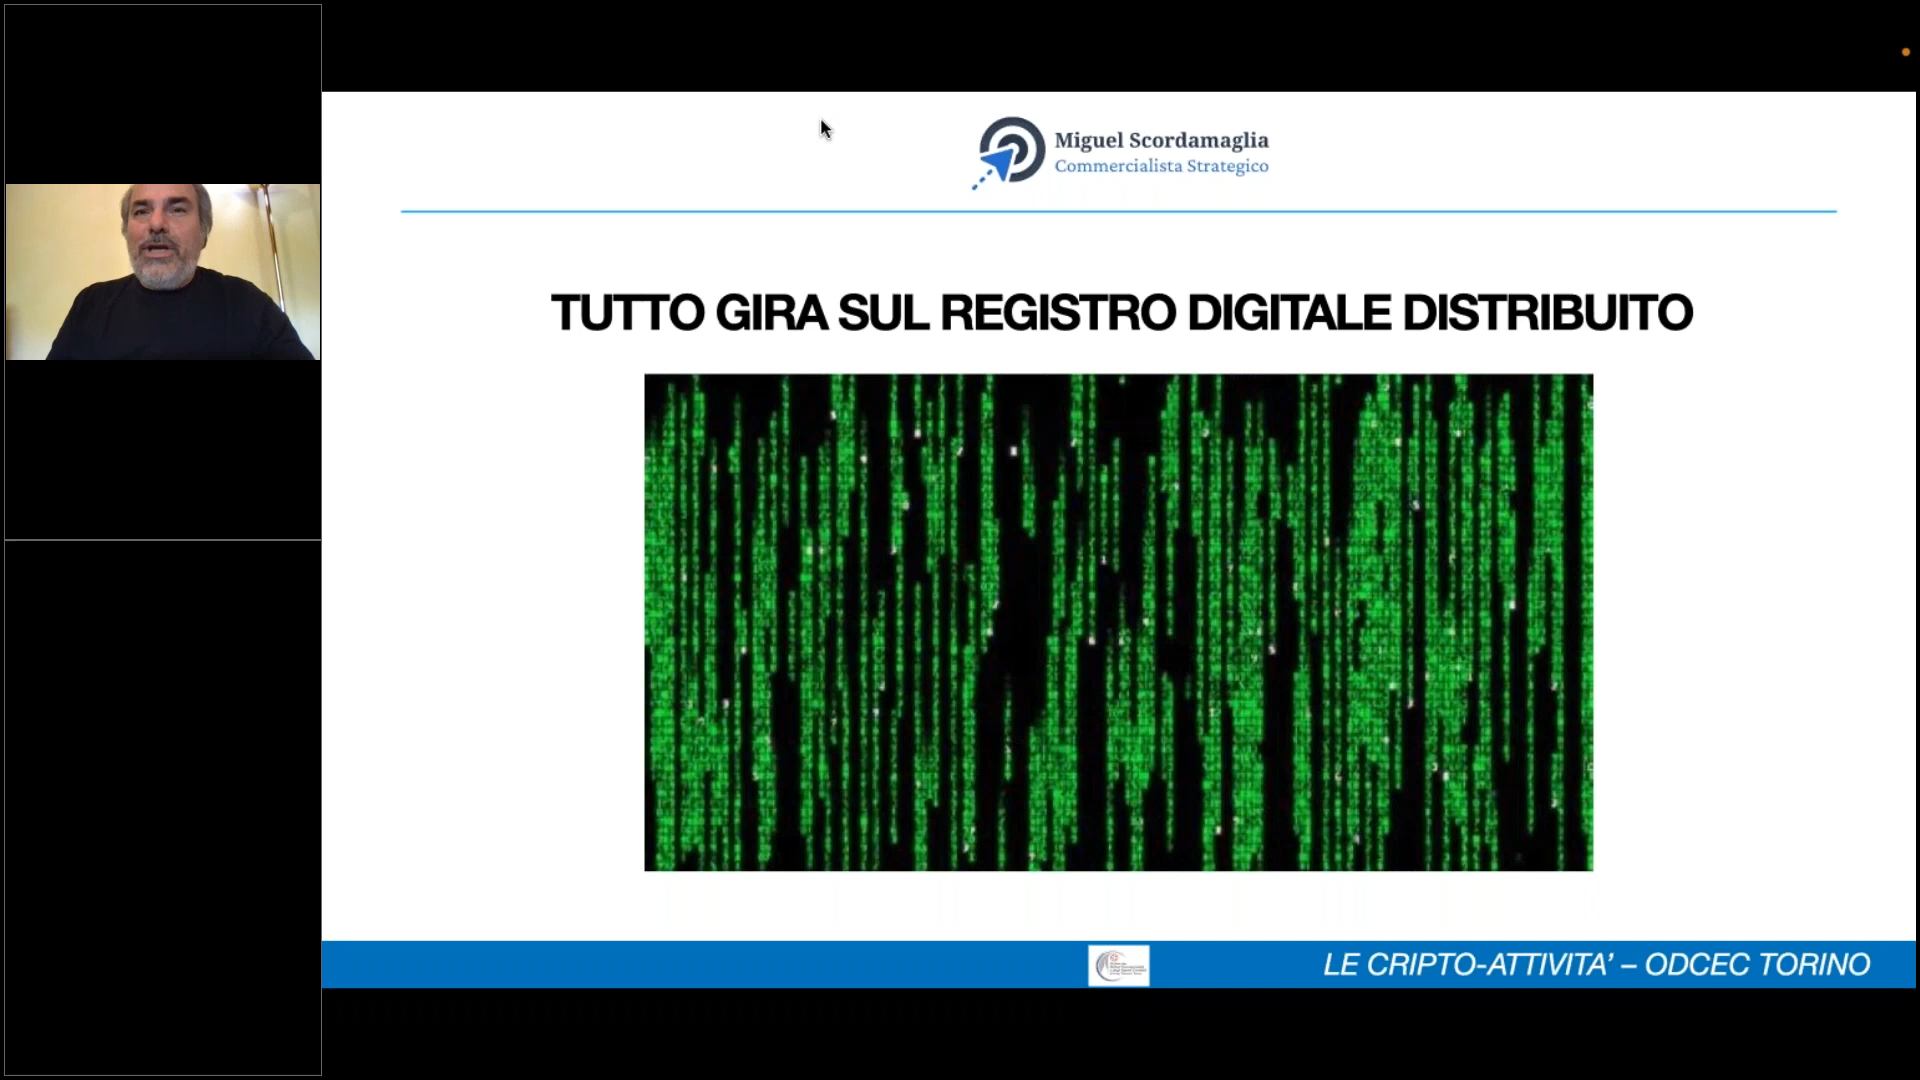 Miguel Scordamaglia
Commercialista Strategico
TUTTO GIRA SUL REGISTRO DIGITALE DISTRIBUITO
LE CRIPTO-ATTIVITA’ – ODCEC TORINO